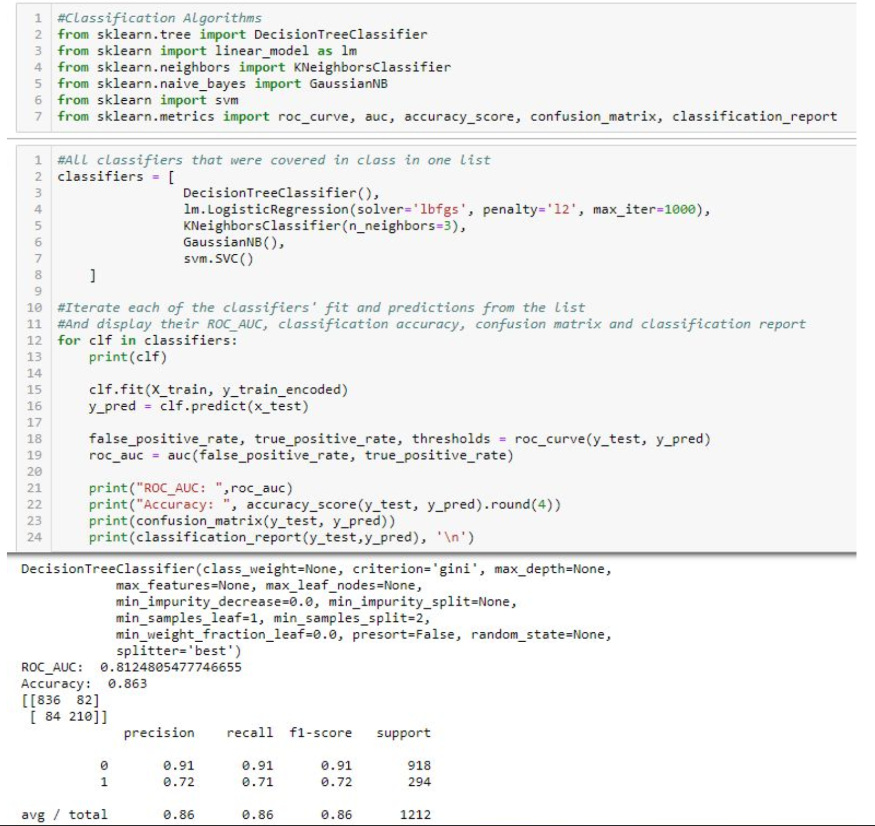 1 #Classification Algorithms
2 from sklearn.tree import DecisionTreeClassifier
3 from sklearn import linear_model as lm
4 from sklearn.neighbors import KNeighborsClassifier
5 from sklearn.naive_bayes import GaussianNB
6 from sklearn import svm
7 from sklearn.metrics import roc_curve, auc, accuracy_score, confusion_matrix, classification_report
1 #All classifiers that were covered in class in one list
2 classifiers = [
3 DecisionTreeClassifier(),
4 lm.LogisticRegression(solver='lbfgs', penalty='l2', max_iter=1000),
5 KNeighborsClassifier(n_neighbors=3),
6 GaussianNB(),
7 svm.SVC()
8 ]
9
10 #Iterate each of the classifiers' fit and predictions from the list
11 #And display their ROC_AUC, classification accuracy, confusion matrix and classification report
12 for clf in classifiers:
13 print(clf)
14
15 clf.fit(X_train, y_train_encoded)
16 y_pred = clf.predict(x_test)
17
18 false_positive_rate, true_positive_rate, thresholds = roc_curve(y_test, y_pred)
19 roc_auc = auc(false_positive_rate, true_positive_rate)
20
21 print("ROC_AUC: ",roc_auc)
22 print("Accuracy: ", accuracy_score(y_test, y_pred).round(4))
23 print(confusion_matrix(y_test, y_pred))
24 print(classification_report(y_test,y_pred), '\n')
DecisionTreeClassifier(class_weight=None, criterion='gini', max_depth=None,
max_features=None, max_leaf_nodes=None,
min_impurity_decrease=0.0, min_impurity_split=None,
min_samples_leaf=1, min_samples_split=2,
min_weight_fraction_leaf=0.0, presort=False, random_state=None,
splitter='best')
ROC_AUC:  0.8124805477746655
Accuracy:  0.863
[[836  82]
[ 84 210]]
precision recall f1-score support
0 0.91 0.91 0.91 918
1 0.72 0.71 0.72 294
avg / total 0.86 0.86 0.86 1212